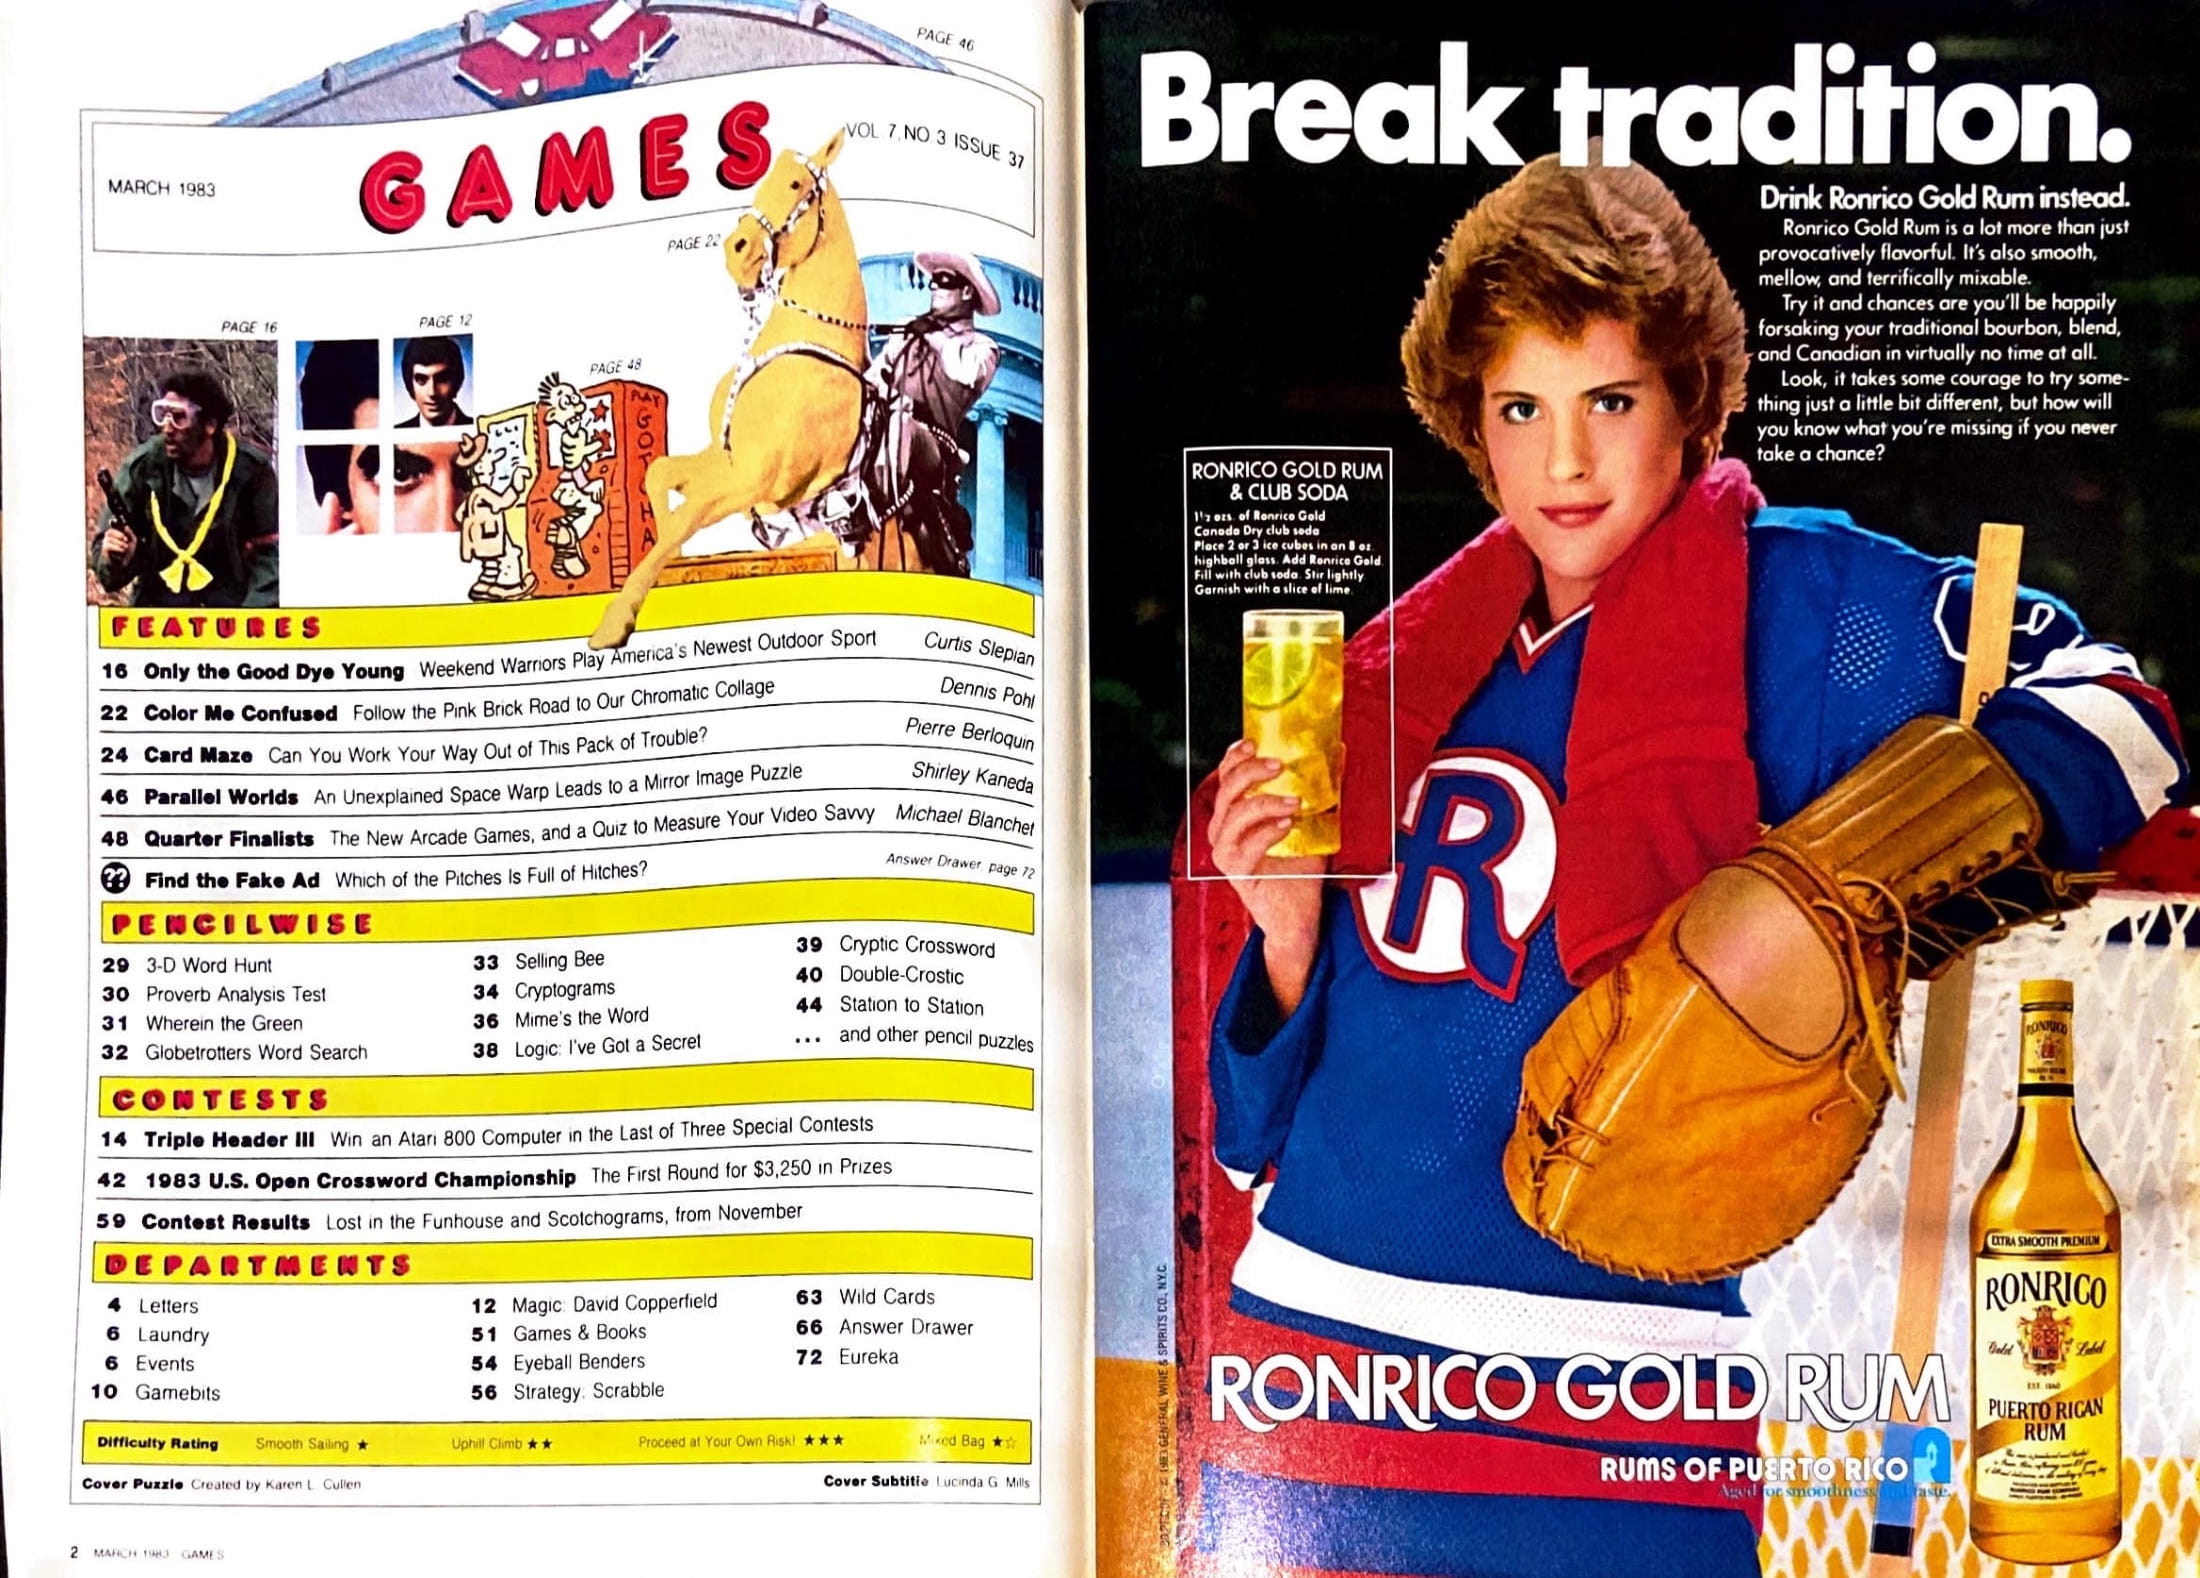 PAGE 46
GAMES
MARCH 1983
VOL 7, NO 3 ISSUE 37
PAGE 22
PAGE 16
PAGE 12
PAGE 48
PLAY
GOTCHA
FEATURES
16 Only the Good Dye Young Weekend Warriors Play America's Newest Outdoor Sport Curtis Slepian
22 Color Me Confused Follow the Pink Brick Road to Our Chromatic Collage Dennis Pohl
24 Card Maze Can You Work Your Way Out of This Pack of Trouble? Pierre Berloquin
46 Parallel Worlds An Unexplained Space Warp Leads to a Mirror Image Puzzle Shirley Kaneda
48 Quarter Finalists The New Arcade Games, and a Quiz to Measure Your Video Savvy Michael Blanchet
?? Find the Fake Ad Which of the Pitches Is Full of Hitches? Answer Drawer, page 72
PENCILWISE
29 3-D Word Hunt
30 Proverb Analysis Test
31 Wherein the Green
32 Globetrotters Word Search
33 Selling Bee
34 Cryptograms
36 Mime's the Word
38 Logic: I've Got a Secret
39 Cryptic Crossword
40 Double-Crostic
44 Station to Station
... and other pencil puzzles
CONTESTS
14 Triple Header III Win an Atari 800 Computer in the Last of Three Special Contests
42 1983 U.S. Open Crossword Championship The First Round for $3,250 in Prizes
59 Contest Results Lost in the Funhouse and Scotchograms, from November
DEPARTMENTS
4 Letters
6 Laundry
6 Events
10 Gamebits
12 Magic: David Copperfield
51 Games & Books
54 Eyeball Benders
56 Strategy: Scrabble
63 Wild Cards
66 Answer Drawer
72 Eureka
Difficulty Rating Smooth Sailing ★ Uphill Climb ★★ Proceed at Your Own Risk! ★★★ Mixed Bag ★☆
Cover Puzzle Created by Karen L. Cullen Cover Subtitle Lucinda G. Mills
2 MARCH 1983 GAMES
Break tradition.
Drink Ronrico Gold Rum instead.
Ronrico Gold Rum is a lot more than just
provocatively flavorful. It's also smooth,
mellow, and terrifically mixable.
Try it and chances are you'll be happily
forsaking your traditional bourbon, blend,
and Canadian in virtually no time at all.
Look, it takes some courage to try some-
thing just a little bit different, but how will
you know what you're missing if you never
take a chance?
RONRICO GOLD RUM
& CLUB SODA
1½ ozs. of Ronrico Gold
Canada Dry club soda
Place 2 or 3 ice cubes in an 8 oz.
highball glass. Add Ronrico Gold.
Fill with club soda. Stir lightly
Garnish with a slice of lime.
R
RONRICO
EXTRA SMOOTH PREMIUM
RONRICO
Gold Label
EST. 1860
PUERTO RICAN
RUM
RONRICO GOLD RUM
RUMS OF PUERTO RICO
Aged for smoothness and taste.
1983 GENERAL WINE & SPIRITS CO., N.Y.C.